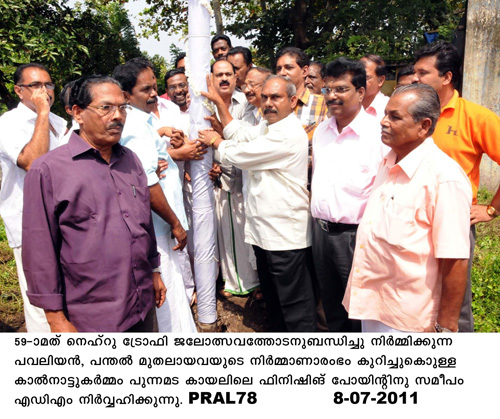 59-ാമത് നെഹ്റു ട്രോഫി ജലോത്സവത്തോടനുബന്ധിച്ചു നിർമ്മിക്കുന്ന
പവലിയൻ, പന്തൽ മുതലായവയുടെ നിർമ്മാണാരംഭം കുറിച്ചുകൊുള്ള
കാൽനാട്ടുകർമ്മം പുന്നമട കായലിലെ ഫിനിഷിങ് പോയിന്റിനു സമീപം
എഡിഎം നിർവ്വഹിക്കുന്നു. PRAL78 8-07-2011